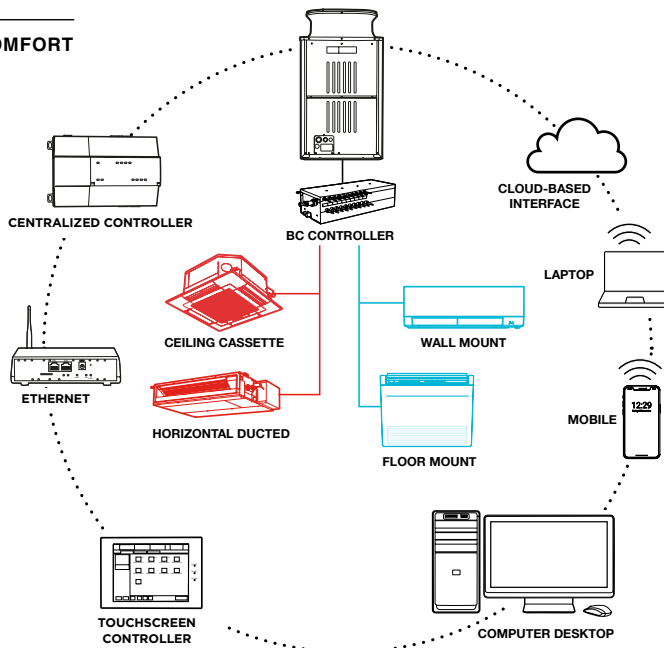 OMFORT
CENTRALIZED CONTROLLER
BC CONTROLLER
CLOUD-BASED
INTERFACE
LAPTOP
CEILING CASSETTE
WALL MOUNT
ETHERNET
HORIZONTAL DUCTED
FLOOR MOUNT
MOBILE
12:29
TOUCHSCREEN
CONTROLLER
COMPUTER DESKTOP